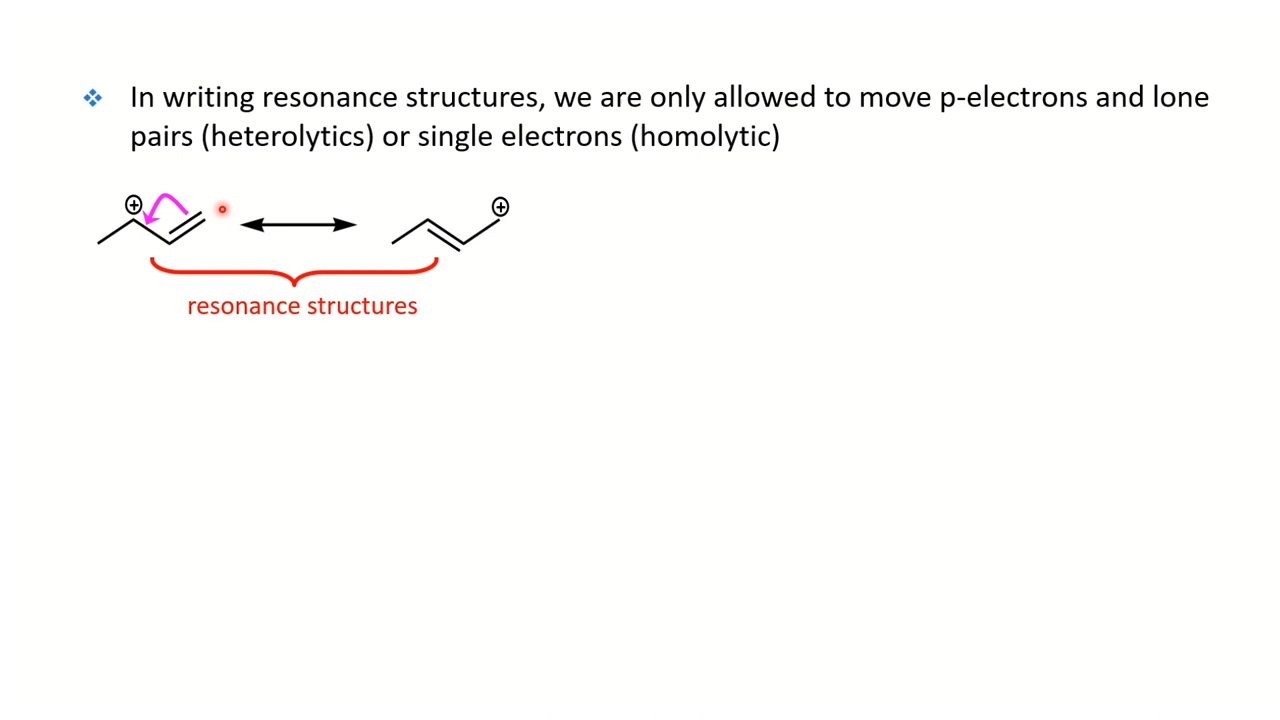 In writing resonance structures, we are only allowed to move p-electrons and lone
pairs (heterolytics) or single electrons (homolytic)
+
+
resonance structures